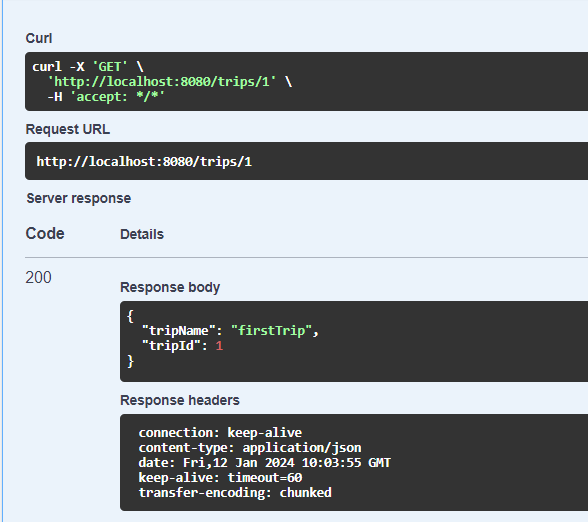 Curl
curl -X 'GET' \
'http://localhost:8080/trips/1' \
-H 'accept: */*'
Request URL
http://localhost:8080/trips/1
Server response
Code Details
200
Response body
{
"tripName": "firstTrip",
"tripId": 1
}
Response headers
connection: keep-alive
content-type: application/json
date: Fri,12 Jan 2024 10:03:55 GMT
keep-alive: timeout=60
transfer-encoding: chunked